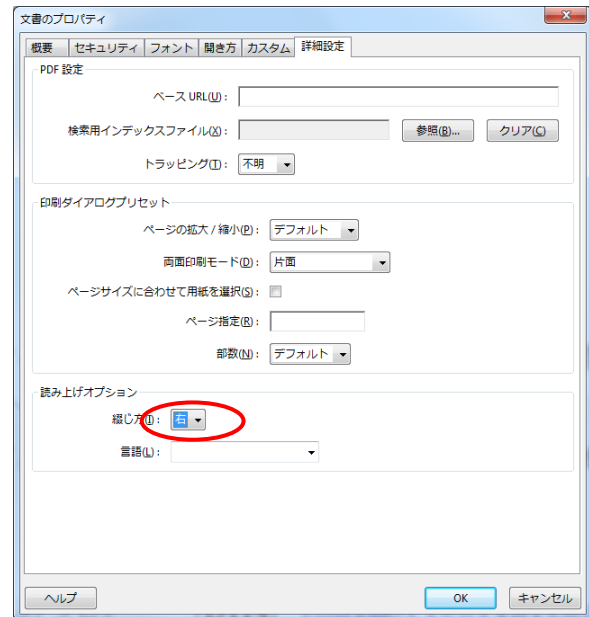 文書のプロパティ
概要 セキュリティ フォント 開き方 カスタム 詳細設定
PDF 設定
ベース URL(U):
検索用インデックスファイル(X): 参照(B)... クリア(C)
トラッピング(T): 不明
印刷ダイアログプリセット
ページの拡大 / 縮小(P): デフォルト
両面印刷モード(D): 片面
ページサイズに合わせて用紙を選択(S):
ページ指定(R):
部数(N): デフォルト
読み上げオプション
綴じ方(I): 右
言語(L):
ヘルプ OK キャンセル